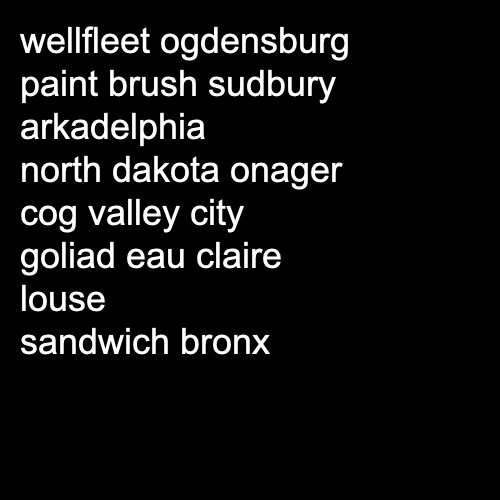 wellfleet ogdensburg
paint brush sudbury
arkadelphia
north dakota onager
cog valley city
goliad eau claire
louse
sandwich bronx